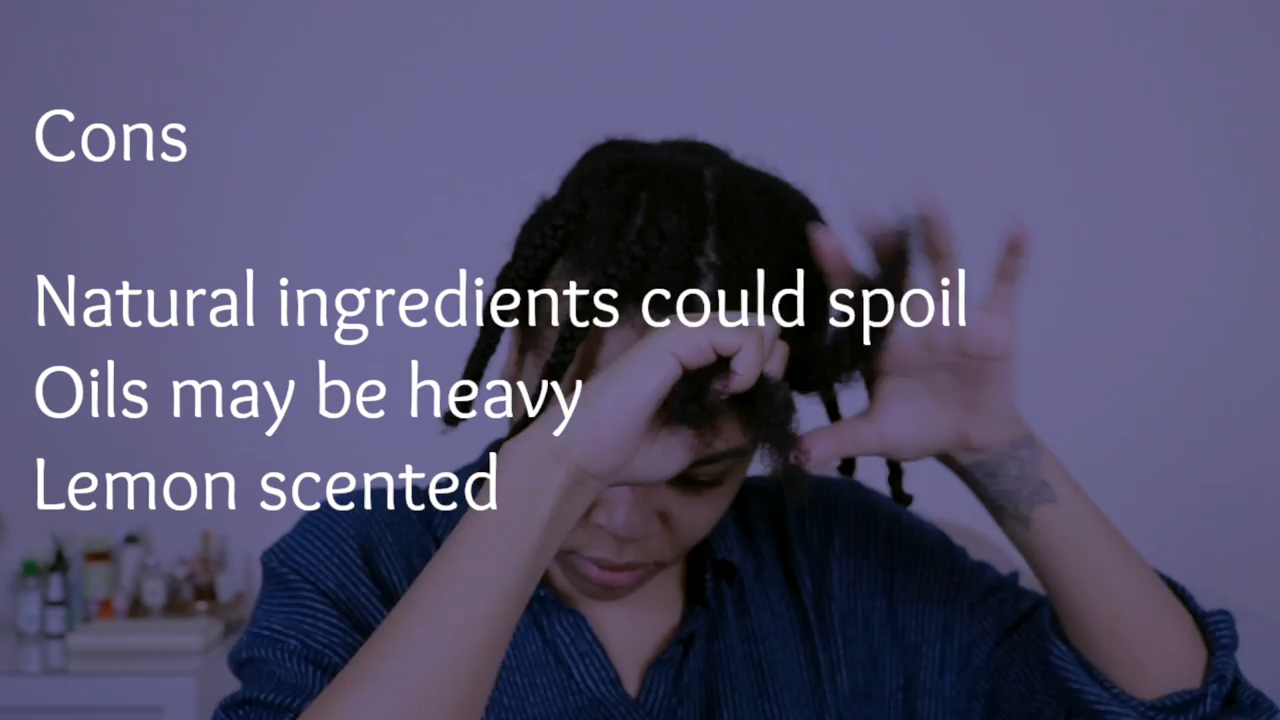 Cons
Natural ingredients could spoil
Oils may be heavy
Lemon scented